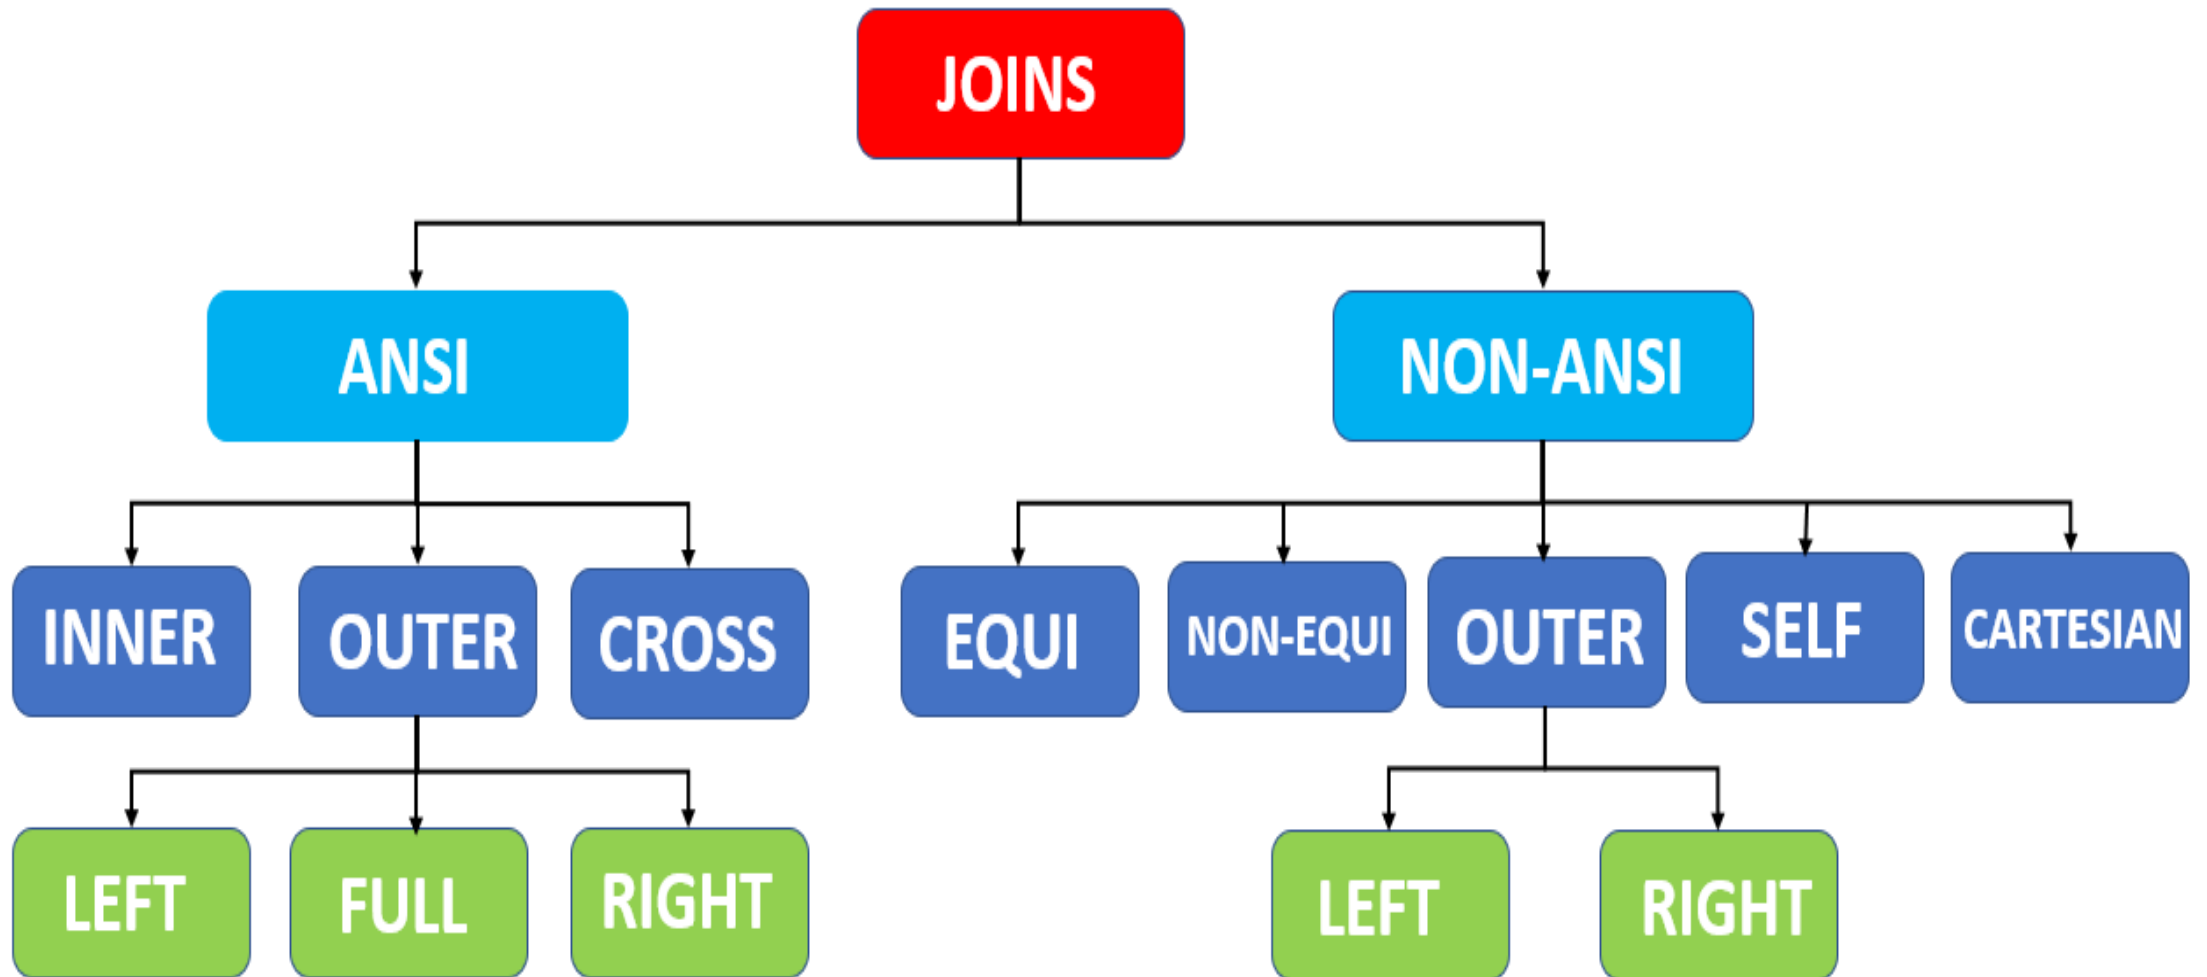 JOINS
ANSI
NON-ANSI
INNER
OUTER
CROSS
EQUI
NON-EQUI
OUTER
SELF
CARTESIAN
LEFT
FULL
RIGHT
LEFT
RIGHT